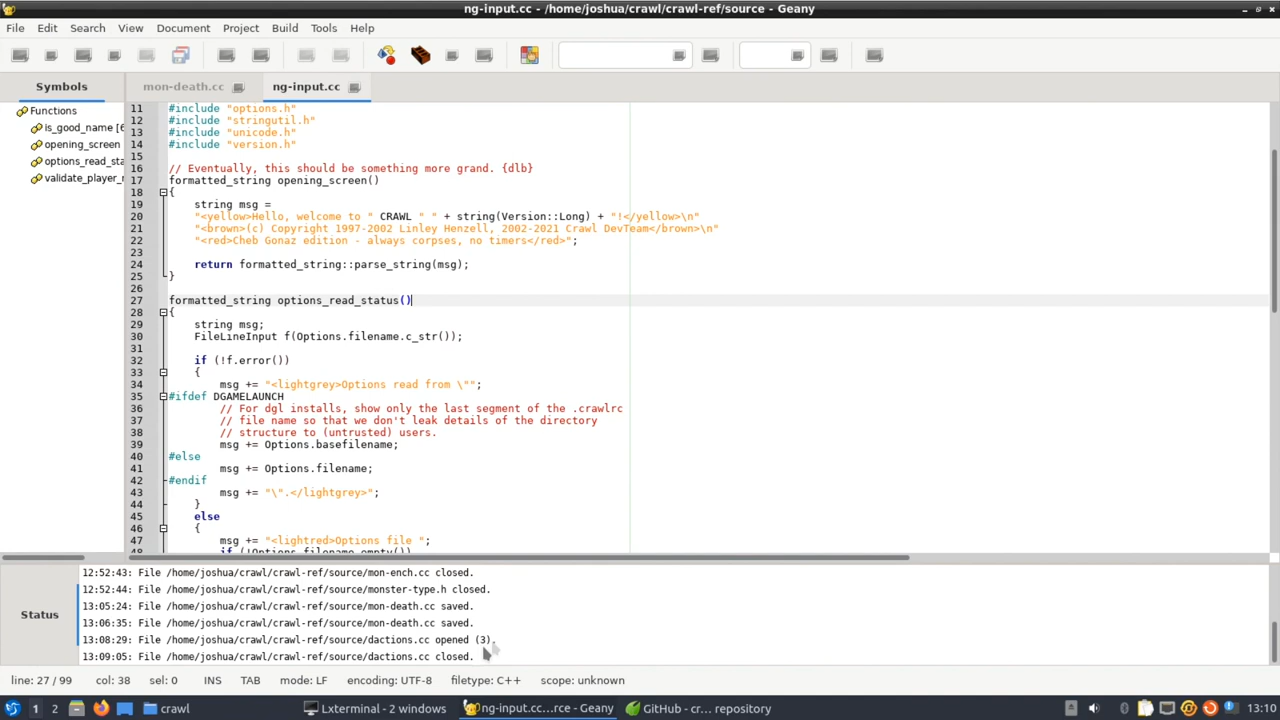 ng-input.cc - /home/joshua/crawl/crawl-ref/source - Geany
File Edit Search View Document Project Build Tools Help
Symbols mon-death.cc ng-input.cc
Functions
is_good_name [6
opening_screen
options_read_sta
validate_player_n
11 #include "options.h"
12 #include "stringutil.h"
13 #include "unicode.h"
14 #include "version.h"
15
16 // Eventually, this should be something more grand. {dlb}
17 formatted_string opening_screen()
18 {
19 string msg =
20 "<yellow>Hello, welcome to " CRAWL " " + string(Version::Long) + "!</yellow>\n"
21 "<brown>(c) Copyright 1997-2002 Linley Henzell, 2002-2021 Crawl DevTeam</brown>\n"
22 "<red>Cheb Gonaz edition - always corpses, no timers</red>";
23
24 return formatted_string::parse_string(msg);
25 }
26
27 formatted_string options_read_status()
28 {
29 string msg;
30 FileLineInput f(Options.filename.c_str());
31
32 if (!f.error())
33 {
34 msg += "<lightgrey>Options read from \"";
35 #ifdef DGAMELAUNCH
36 // For dgl installs, show only the last segment of the .crawlrc
37 // file name so that we don't leak details of the directory
38 // structure to (untrusted) users.
39 msg += Options.basefilename;
40 #else
41 msg += Options.filename;
42 #endif
43 msg += "\".</lightgrey>";
44 }
45 else
46 {
47 msg += "<lightred>Options file ";
48 if (!Options.filename.empty())
Status
12:52:43: File /home/joshua/crawl/crawl-ref/source/mon-ench.cc closed.
12:52:44: File /home/joshua/crawl/crawl-ref/source/monster-type.h closed.
13:05:24: File /home/joshua/crawl/crawl-ref/source/mon-death.cc saved.
13:06:35: File /home/joshua/crawl/crawl-ref/source/mon-death.cc saved.
13:08:29: File /home/joshua/crawl/crawl-ref/source/dactions.cc opened (3).
13:09:05: File /home/joshua/crawl/crawl-ref/source/dactions.cc closed.
line: 27 / 99 col: 38 sel: 0 INS TAB mode: LF encoding: UTF-8 filetype: C++ scope: unknown
1 2 crawl Lxterminal - 2 windows ng-input.cc...rce - Geany GitHub - cr... repository 13:10